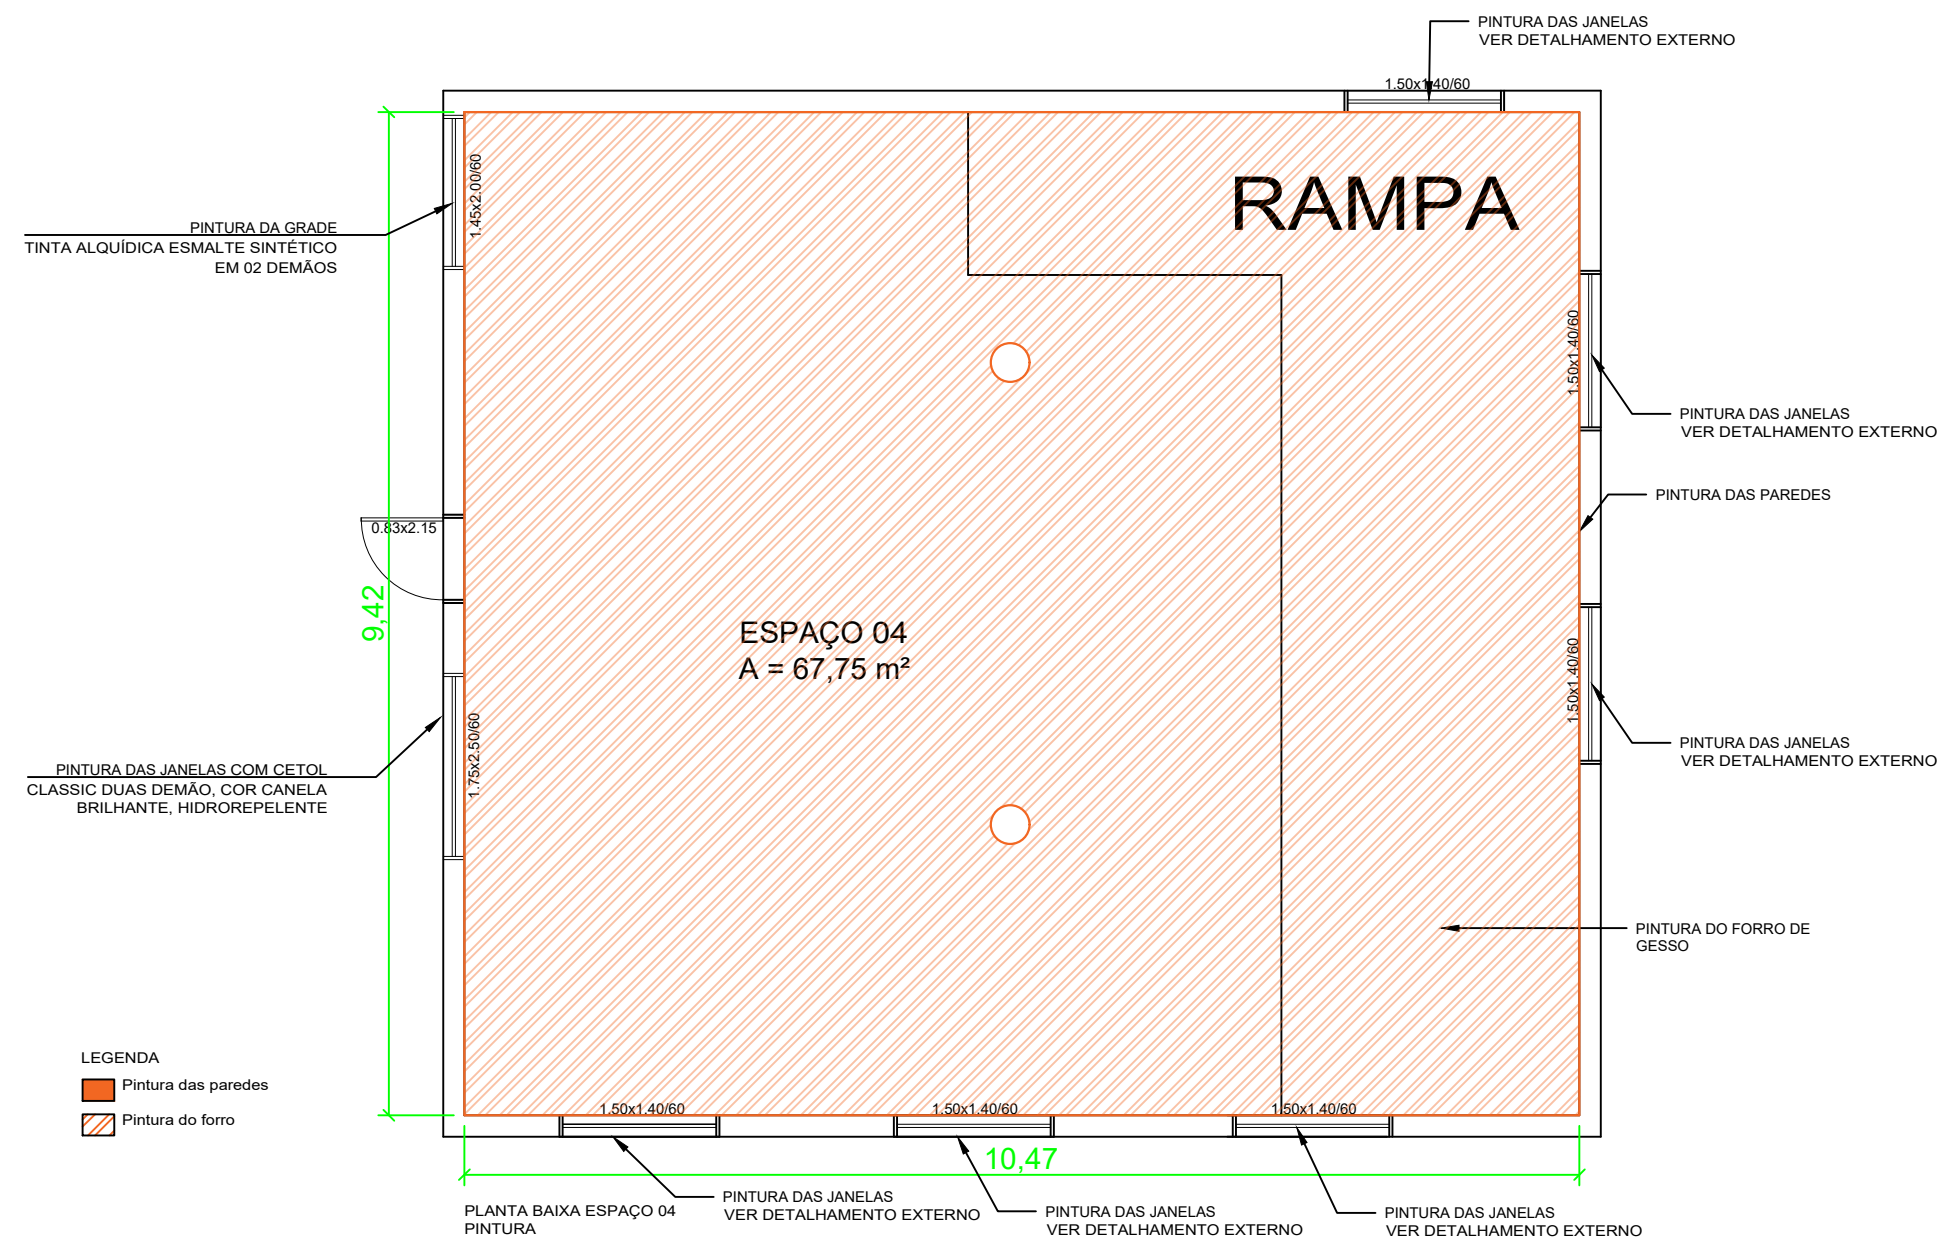 PINTURA DAS JANELAS
VER DETALHAMENTO EXTERNO
1.50x1.40/60
RAMPA
1.45x2.00/60
PINTURA DA GRADE
TINTA ALQUÍDICA ESMALTE SINTÉTICO
EM 02 DEMÃOS
1.50x1.40/60
PINTURA DAS JANELAS
VER DETALHAMENTO EXTERNO
PINTURA DAS PAREDES
0.83x2.15
9,42
ESPAÇO 04
A = 67,75 m²
1.50x1.40/60
PINTURA DAS JANELAS
VER DETALHAMENTO EXTERNO
1.75x2.50/60
PINTURA DAS JANELAS COM CETOL
CLASSIC DUAS DEMÃO, COR CANELA
BRILHANTE, HIDROREPELENTE
PINTURA DO FORRO DE
GESSO
LEGENDA
Pintura das paredes
Pintura do forro
1.50x1.40/60
1.50x1.40/60
1.50x1.40/60
10,47
PLANTA BAIXA ESPAÇO 04
PINTURA
PINTURA DAS JANELAS
VER DETALHAMENTO EXTERNO
PINTURA DAS JANELAS
VER DETALHAMENTO EXTERNO
PINTURA DAS JANELAS
VER DETALHAMENTO EXTERNO